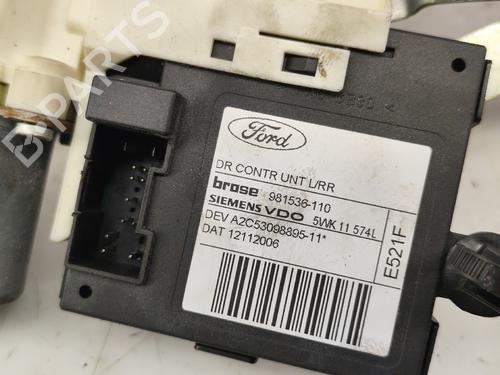 B-PARTS
Ford
DR CONTR UNT L/RR
brose 981536-110
SIEMENS VDO 5WK 11 574L
DEV A2C53098895-11*
DAT 12112006
E521F